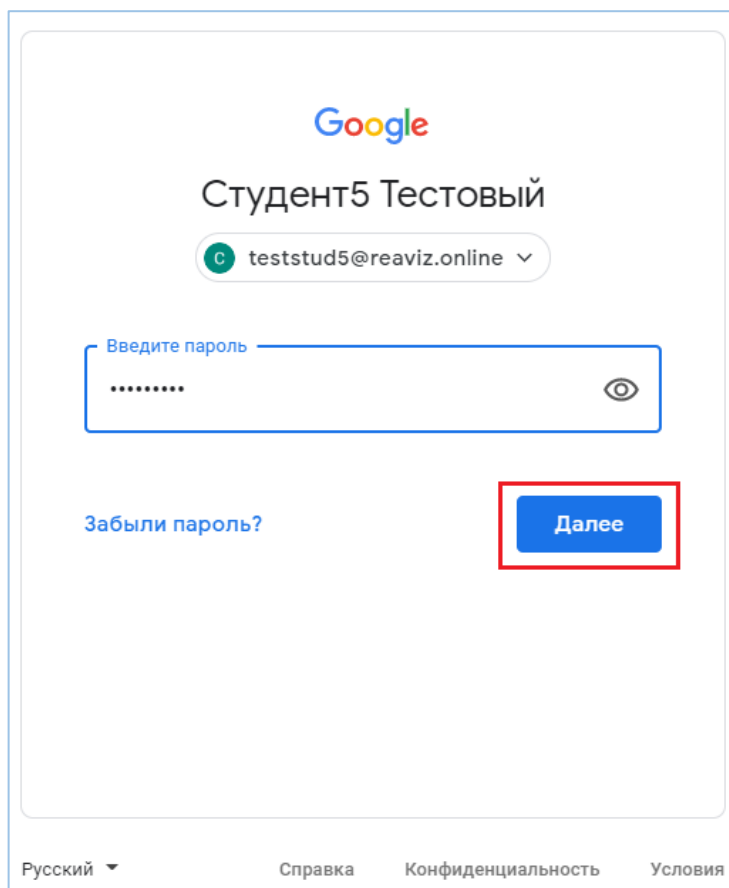 Google
Студент5 Тестовый
С teststud5@reaviz.online
Введите пароль
•••••••••
Забыли пароль? Далее
Русский Справка Конфиденциальность Условия